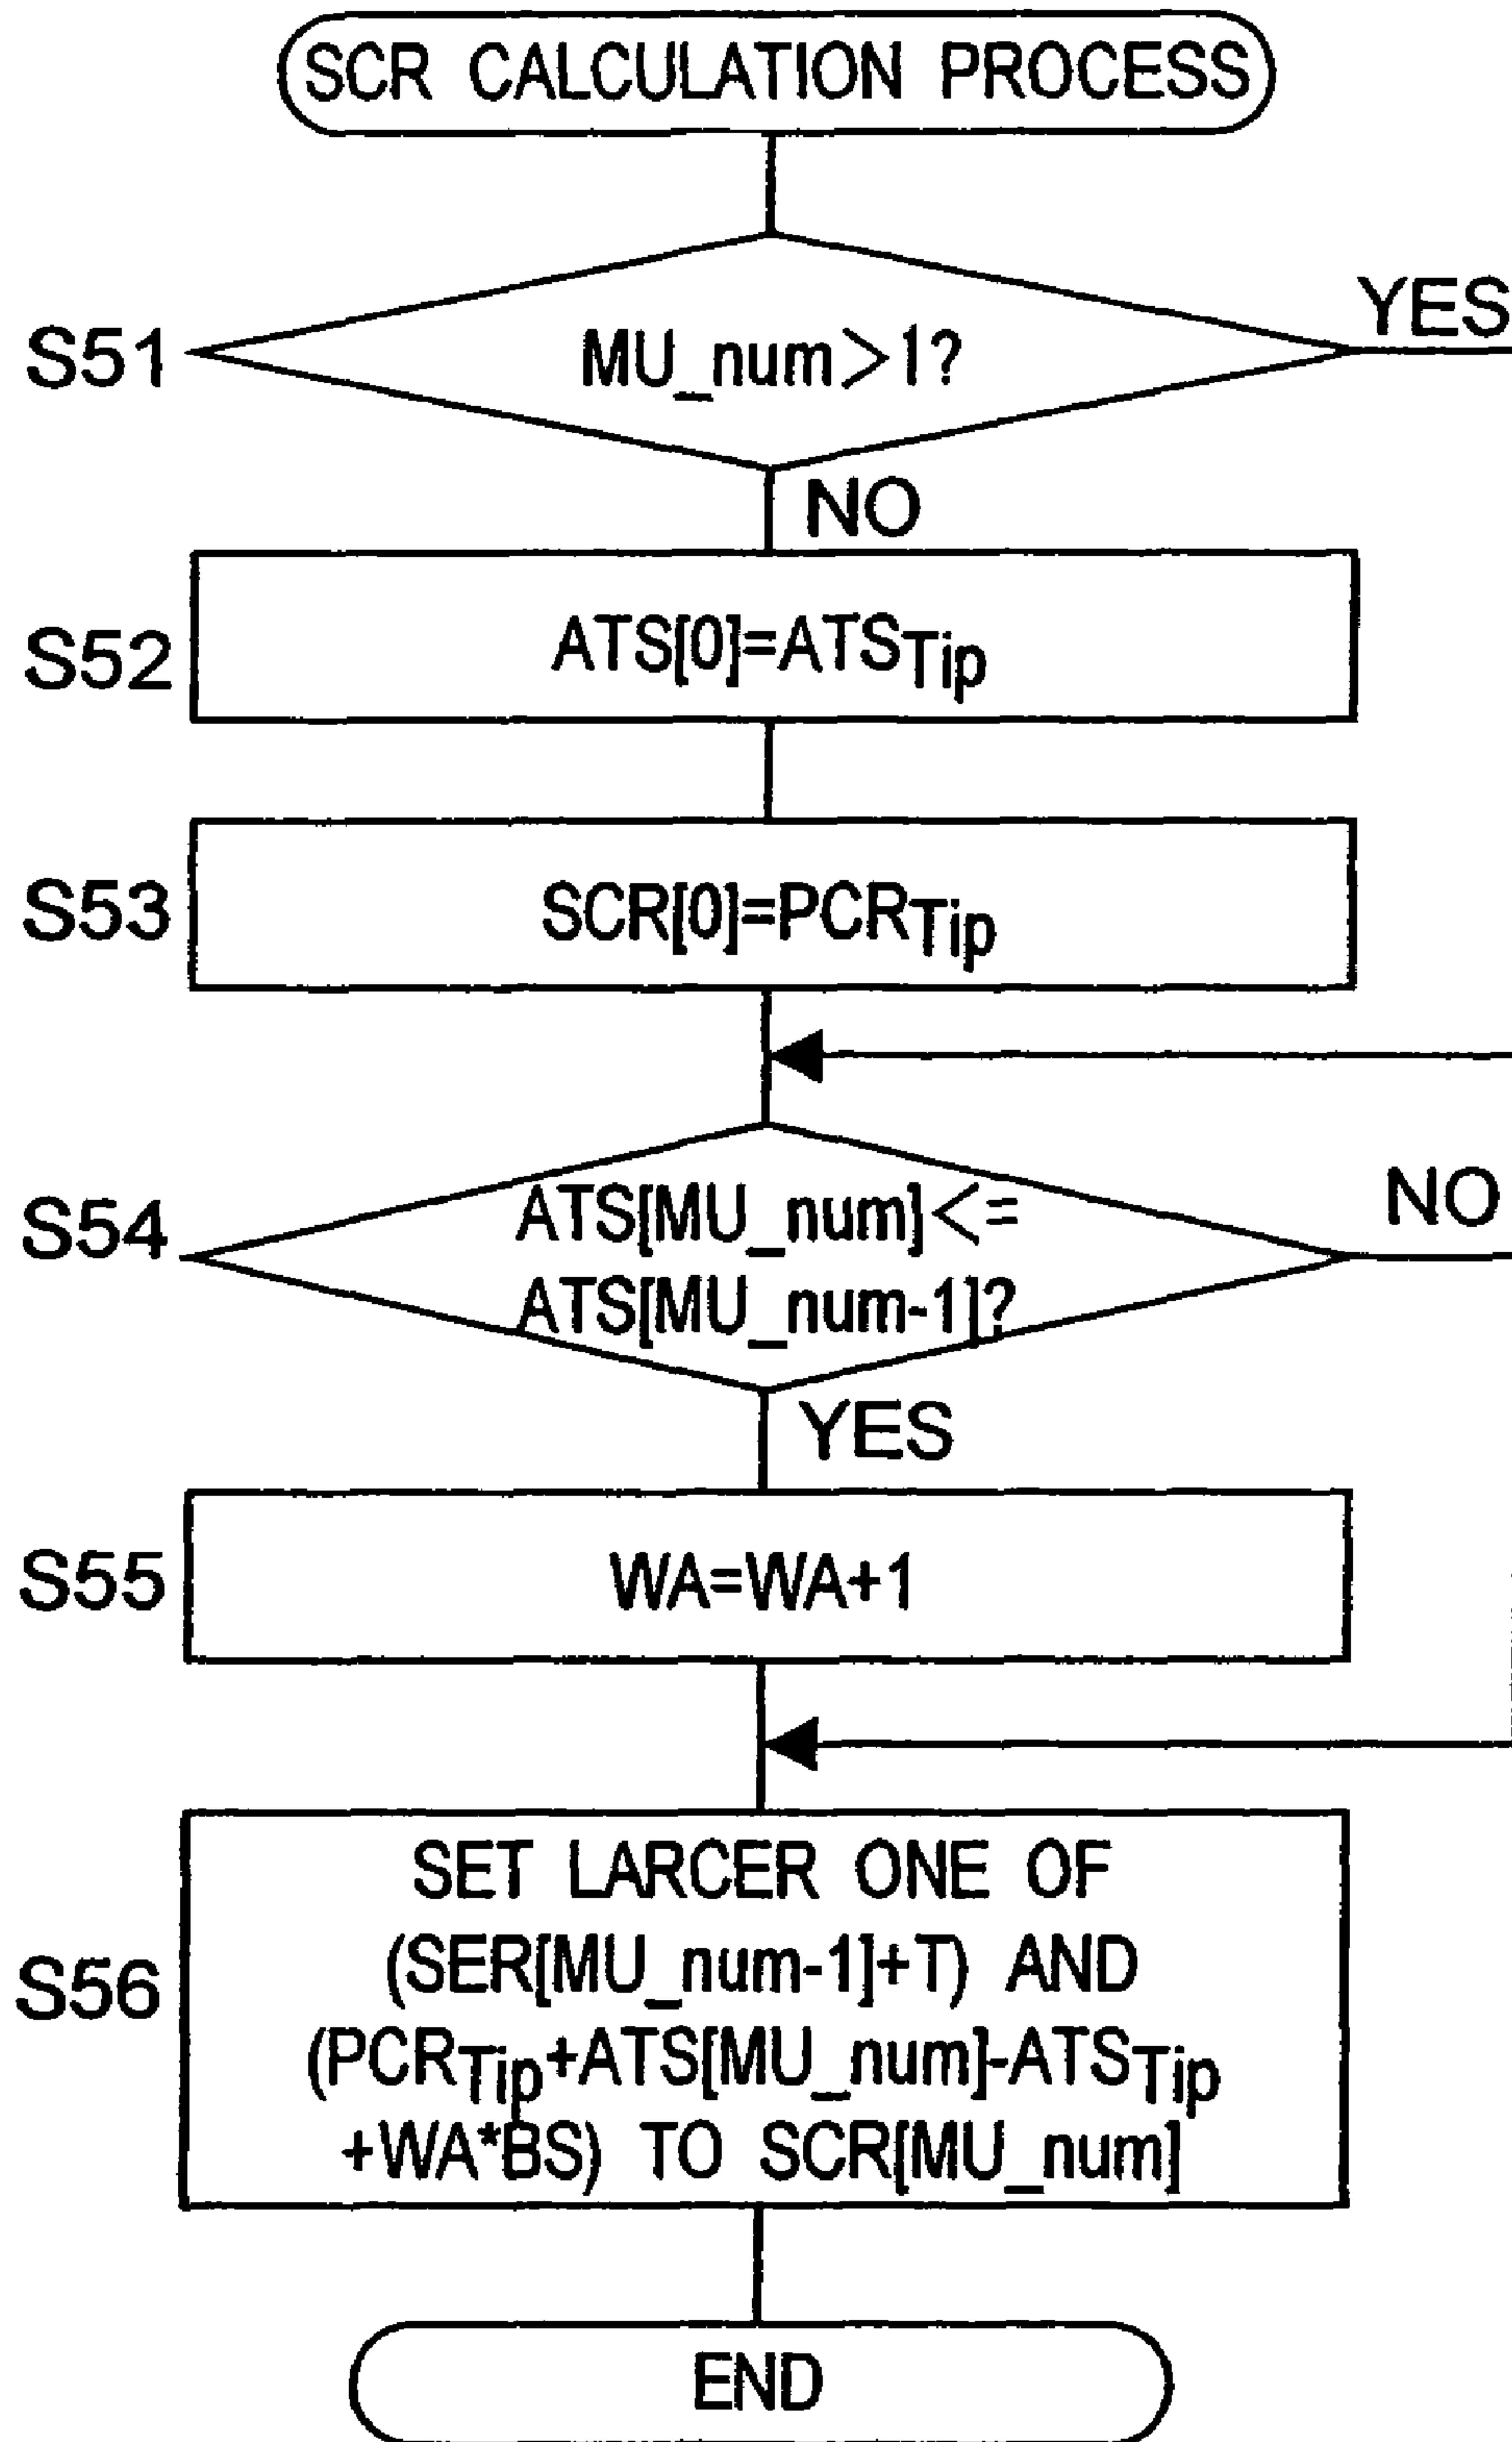 SCR CALCULATION PROCESS
S51
MU_num>1?
YES
NO
S52
ATS[0]=ATSTip
S53
SCR[0]=PCRTip
S54
ATS[MU_num]<=
ATS[MU_num-1]?
NO
YES
S55
WA=WA+1
S56
SET LARCER ONE OF
(SER[MU_num-1]+T) AND
(PCRTip+ATS[MU_num]-ATSTip
+WA*BS) TO SCR[MU_num]
END